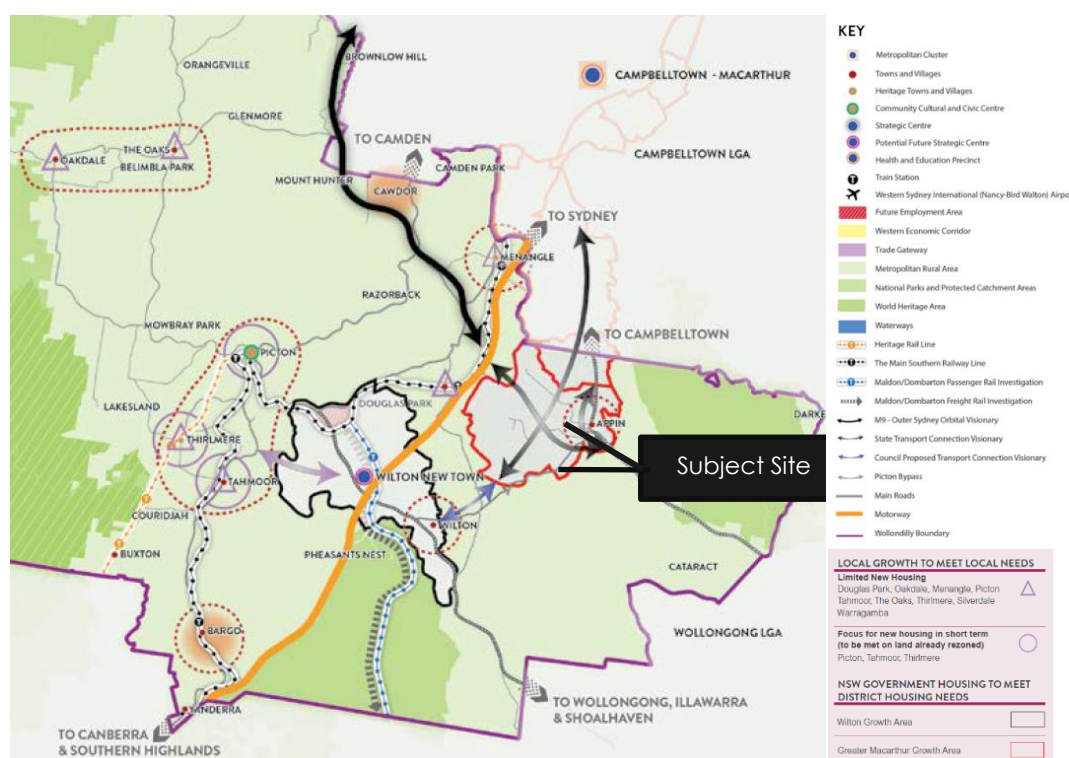 BROWNLOW HILL
ORANGEVILLE
CAMPBELLTOWN - MACARTHUR
GLENMORE
TO CAMDEN
THE OAKS
OAKDALE
BELIMBLA PARK
CAMDEN PARK
CAMPBELLTOWN LGA
MOUNT HUNTER
CAWDOR
TO SYDNEY
MENANGLE
RAZORBACK
MOWBRAY PARK
TO CAMPBELLTOWN
PICTON
DOUGLAS PARK
LAKESLAND
DARKE
APPIN
THIRLMERE
Subject Site
WILTON NEW TOWN
TAHMOOR
COURIDJAH
WILTON
BUXTON
PHEASANTS NEST
CATARACT
BARGO
WOLLONGONG LGA
YANDERRA
TO WOLLONGONG, ILLAWARRA
& SHOALHAVEN
TO CANBERRA
& SOUTHERN HIGHLANDS
KEY
Metropolitan Cluster
Towns and Villages
Heritage Towns and Villages
Community Cultural and Civic Centre
Strategic Centre
Potential Future Strategic Centre
Health and Education Precinct
Train Station
Western Sydney International (Nancy-Bird Walton) Airpo
Future Employment Area
Western Economic Corridor
Trade Gateway
Metropolitan Rural Area
National Parks and Protected Catchment Areas
World Heritage Area
Waterways
Heritage Rail Line
The Main Southern Railway Line
Maldon/Dombarton Passenger Rail Investigation
Maldon/Dombarton Freight Rail Investigation
M9 - Outer Sydney Orbital Visionary
State Transport Connection Visionary
Council Proposed Transport Connection Visionary
Picton Bypass
Main Roads
Motorway
Wollondilly Boundary
LOCAL GROWTH TO MEET LOCAL NEEDS
Limited New Housing
Douglas Park, Oakdale, Menangle, Picton
Tahmoor, The Oaks, Thirlmere, Silverdale
Warragamba
Focus for new housing in short term
(to be met on land already rezoned)
Picton, Tahmoor, Thirlmere
NSW GOVERNMENT HOUSING TO MEET
DISTRICT HOUSING NEEDS
Wilton Growth Area
Greater Macarthur Growth Area